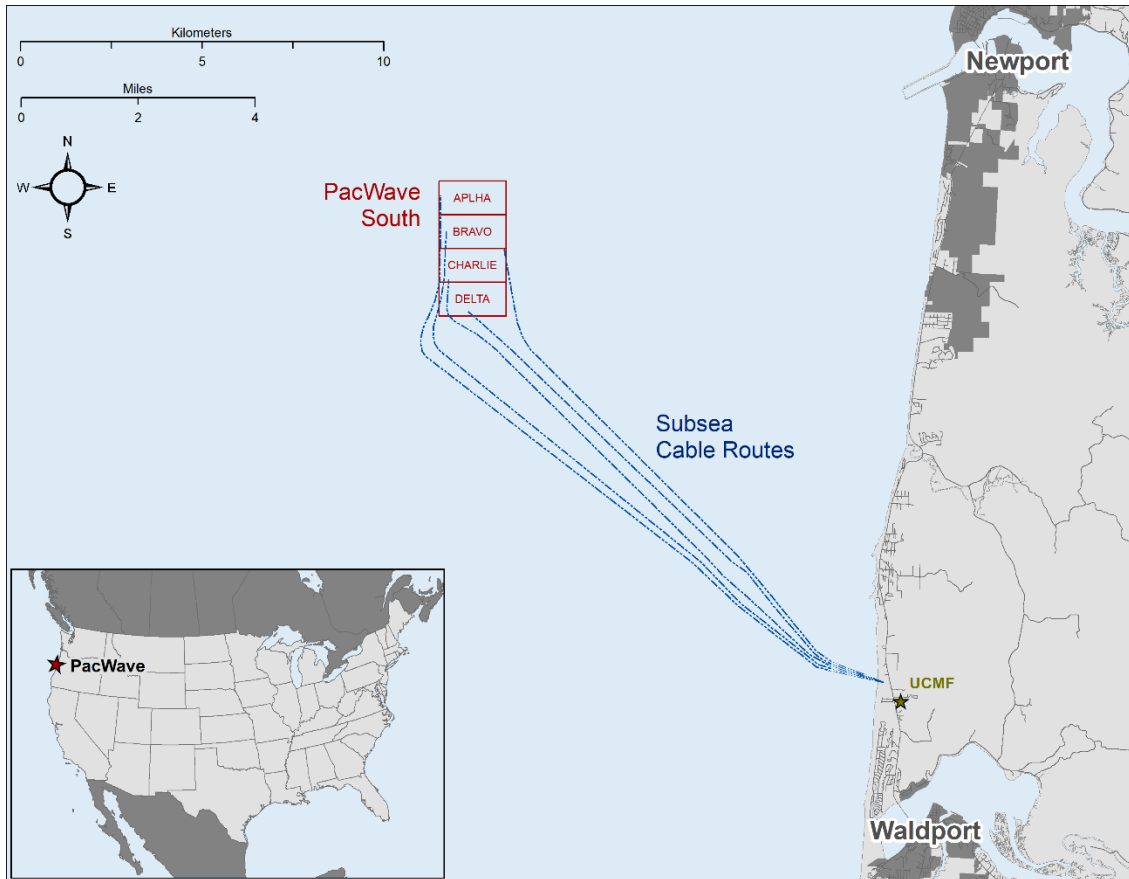 Kilometers
0 5 10
Miles
0 2 4
N
W E
S
Newport
PacWave
South
APLHA
BRAVO
CHARLIE
DELTA
Subsea
Cable Routes
PacWave
UCMF
Waldport